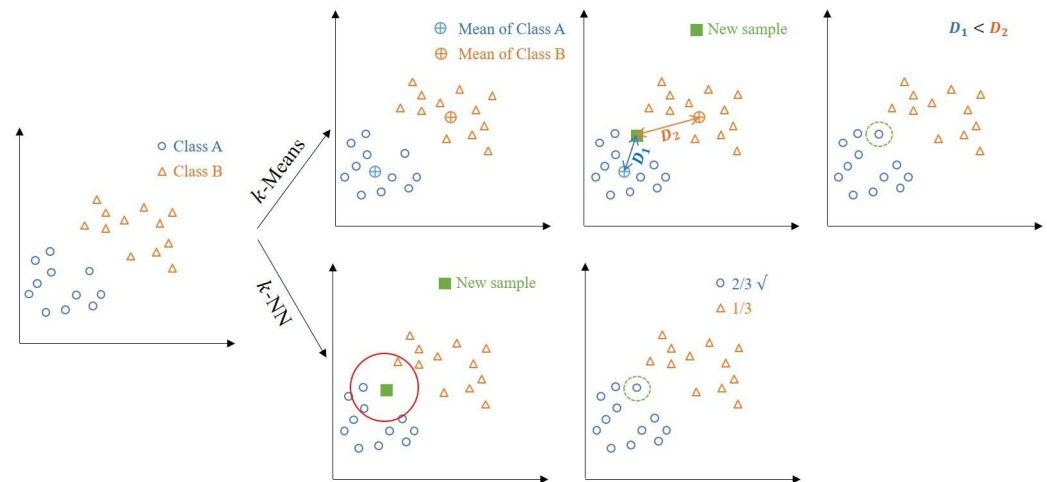 Class A
Class B
k-Means
Mean of Class A
Mean of Class B
New sample
D₁
D₂
D₁ < D₂
k-NN
New sample
2/3 √
1/3